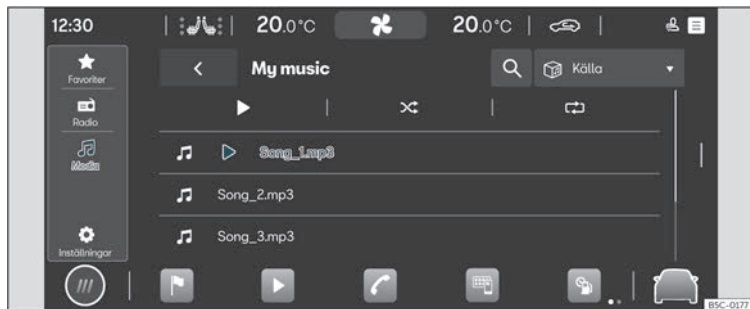 12:30 20.0°C 20.0°C
Favoriter
Radio
Media
Inställningar
My music Källa
Song_1.mp3
Song_2.mp3
Song_3.mp3
B5C-0177